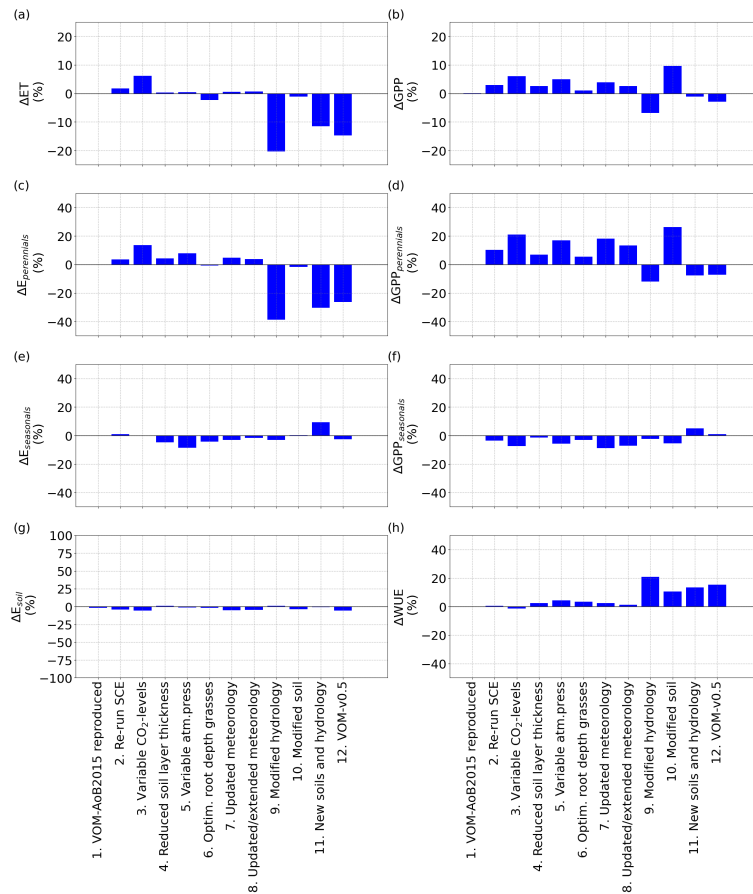 (a)
20
10
0
−10
−20
ΔET
(%)
(b)
20
10
0
−10
−20
ΔGPP
(%)
(c)
40
20
0
−20
−40
ΔE_perennials
(%)
(d)
40
20
0
−20
−40
ΔGPP_perennials
(%)
(e)
40
20
0
−20
−40
ΔE_seasonals
(%)
(f)
40
20
0
−20
−40
ΔGPP_seasonals
(%)
(g)
100
75
50
25
0
−25
−50
−75
−100
ΔE_soil
(%)
(h)
40
20
0
−20
−40
ΔWUE
(%)
1. VOM-AoB2015 reproduced
2. Re-run SCE
3. Variable CO₂-levels
4. Reduced soil layer thickness
5. Variable atm.press
6. Optim. root depth grasses
7. Updated meteorology
8. Updated/extended meteorology
9. Modified hydrology
10. Modified soil
11. New soils and hydrology
12. VOM-v0.5
1. VOM-AoB2015 reproduced
2. Re-run SCE
3. Variable CO₂-levels
4. Reduced soil layer thickness
5. Variable atm.press
6. Optim. root depth grasses
7. Updated meteorology
8. Updated/extended meteorology
9. Modified hydrology
10. Modified soil
11. New soils and hydrology
12. VOM-v0.5